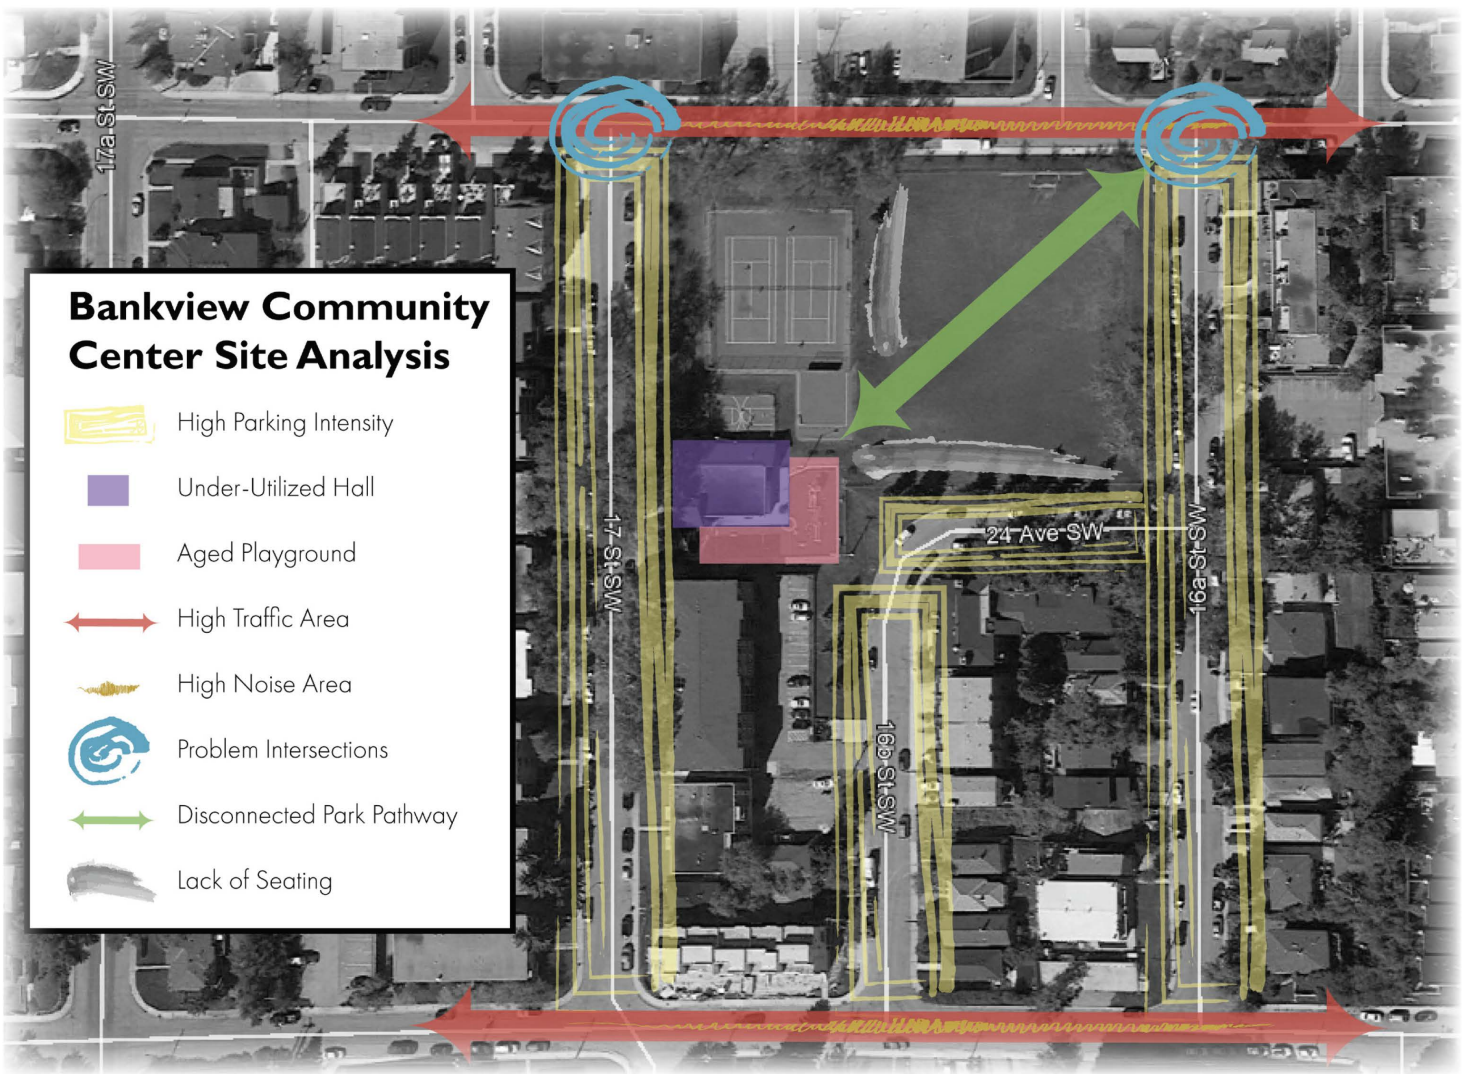 17a St SW
Bankview Community
Center Site Analysis
High Parking Intensity
Under-Utilized Hall
Aged Playground
High Traffic Area
High Noise Area
Problem Intersections
Disconnected Park Pathway
Lack of Seating
17 St SW
24 Ave SW
16a St SW
16b St SW